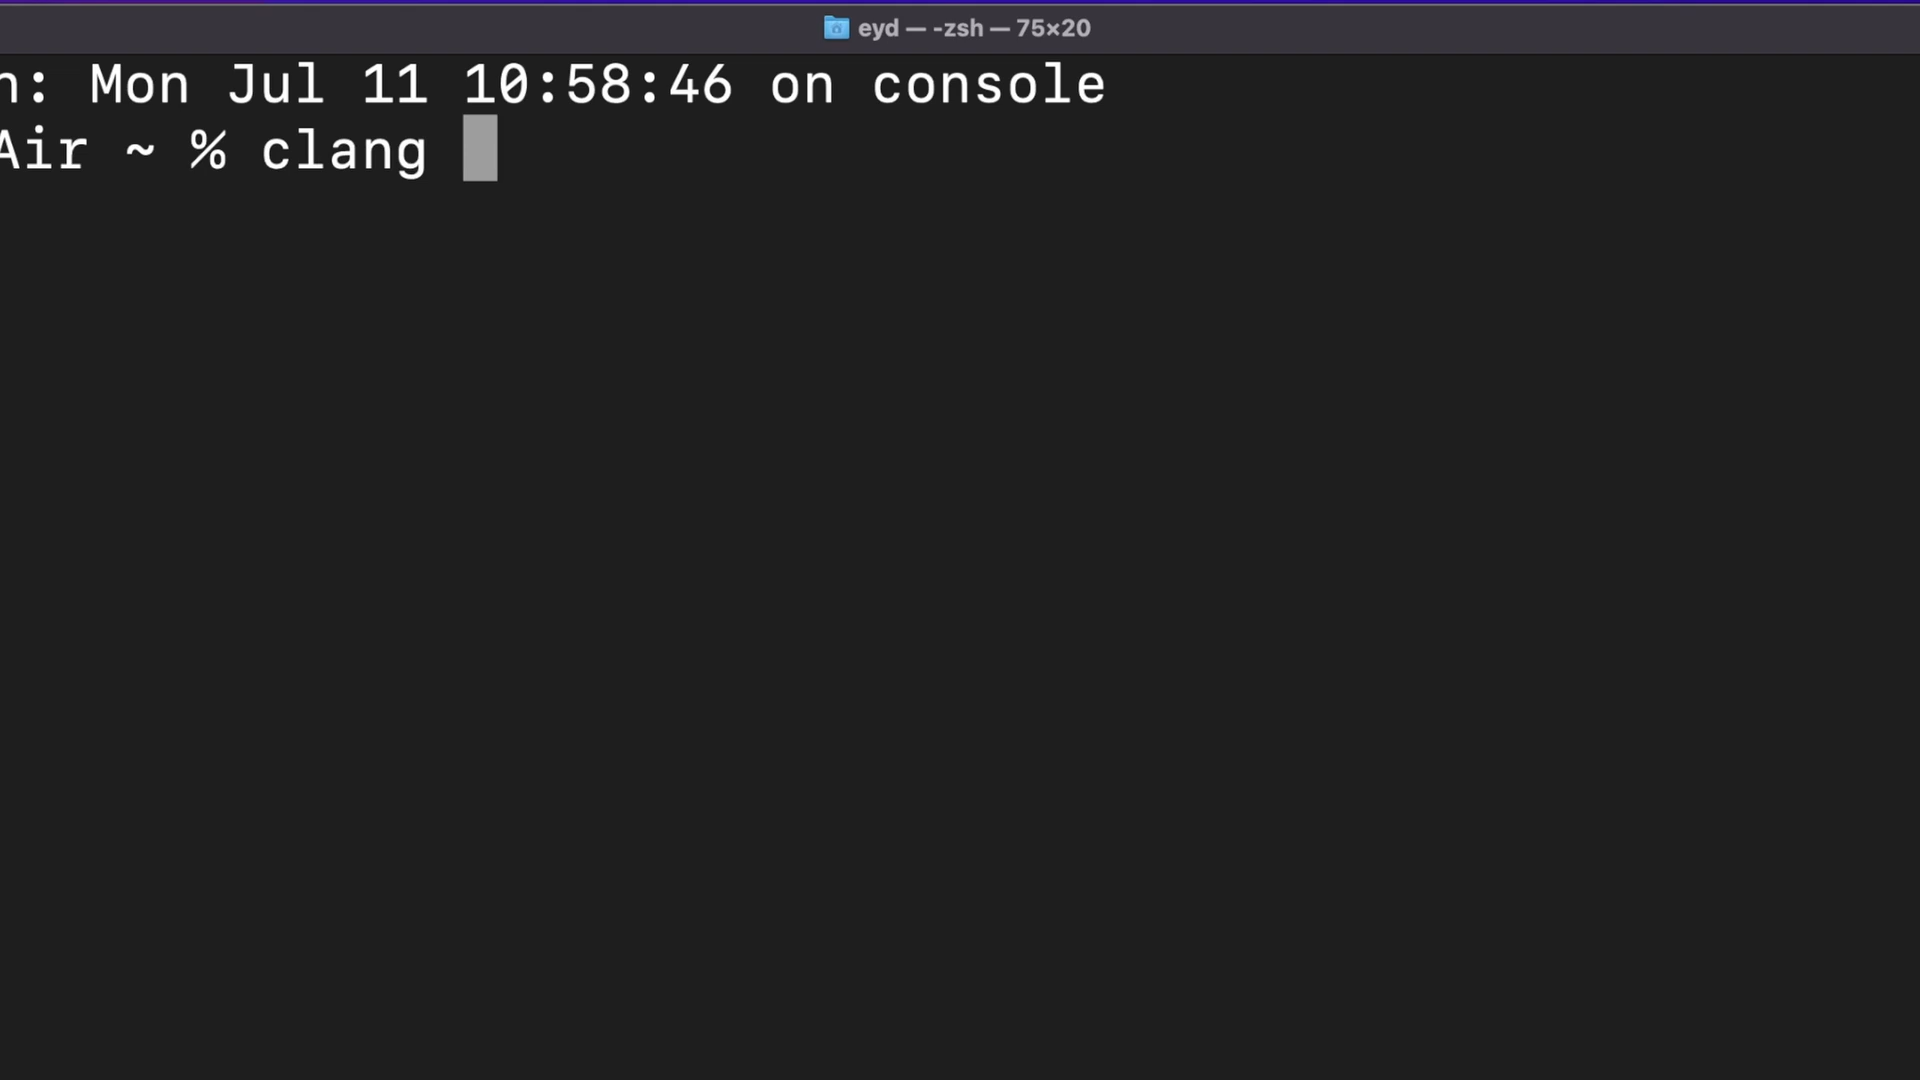 eyd — -zsh — 75×20
n: Mon Jul 11 10:58:46 on console
Air ~ % clang